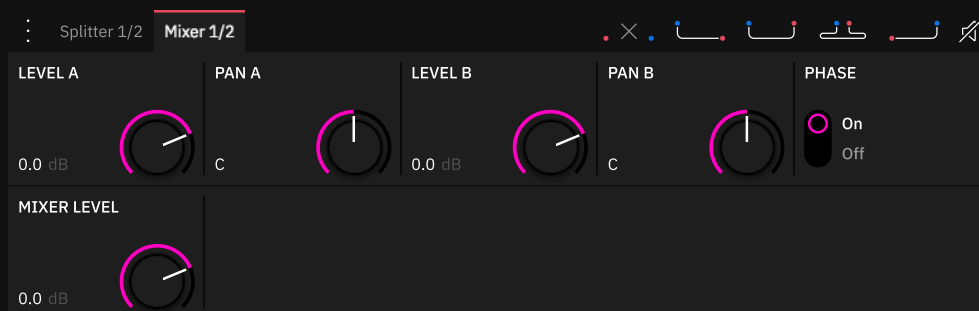 Splitter 1/2 Mixer 1/2
LEVEL A PAN A LEVEL B PAN B PHASE
On
Off
0.0 dB C 0.0 dB C
MIXER LEVEL
0.0 dB